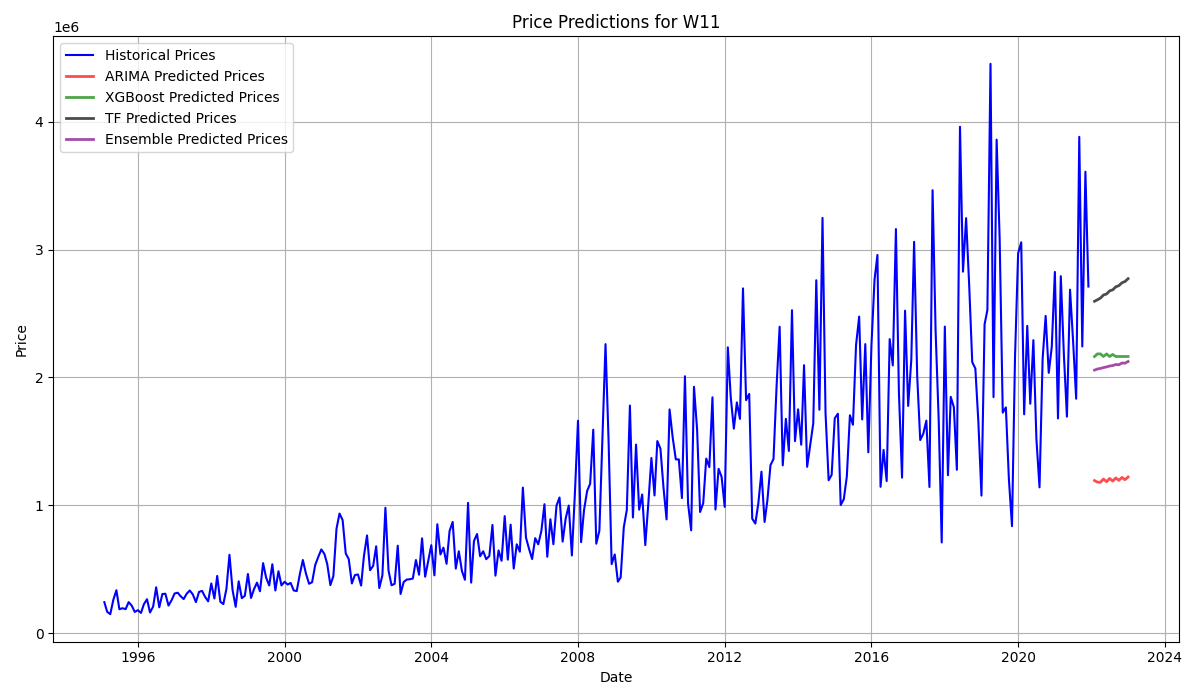 Price Predictions for W11
1e6
Historical Prices
ARIMA Predicted Prices
XGBoost Predicted Prices
TF Predicted Prices
Ensemble Predicted Prices
4
3
2
1
0
Price
1996 2000 2004 2008 2012 2016 2020 2024
Date